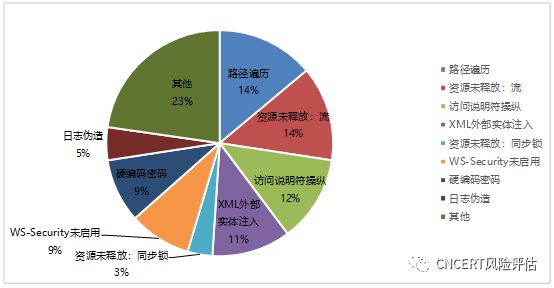 路径遍历
14%
资源未释放：流
14%
访问说明符操纵
12%
XML外部
实体注入
11%
资源未释放：同步锁
3%
WS-Security未启用
9%
硬编码密码
9%
日志伪造
5%
其他
23%
路径遍历
资源未释放：流
访问说明符操纵
XML外部实体注入
资源未释放：同步锁
WS-Security未启用
硬编码密码
日志伪造
其他
CNCERT风险评估